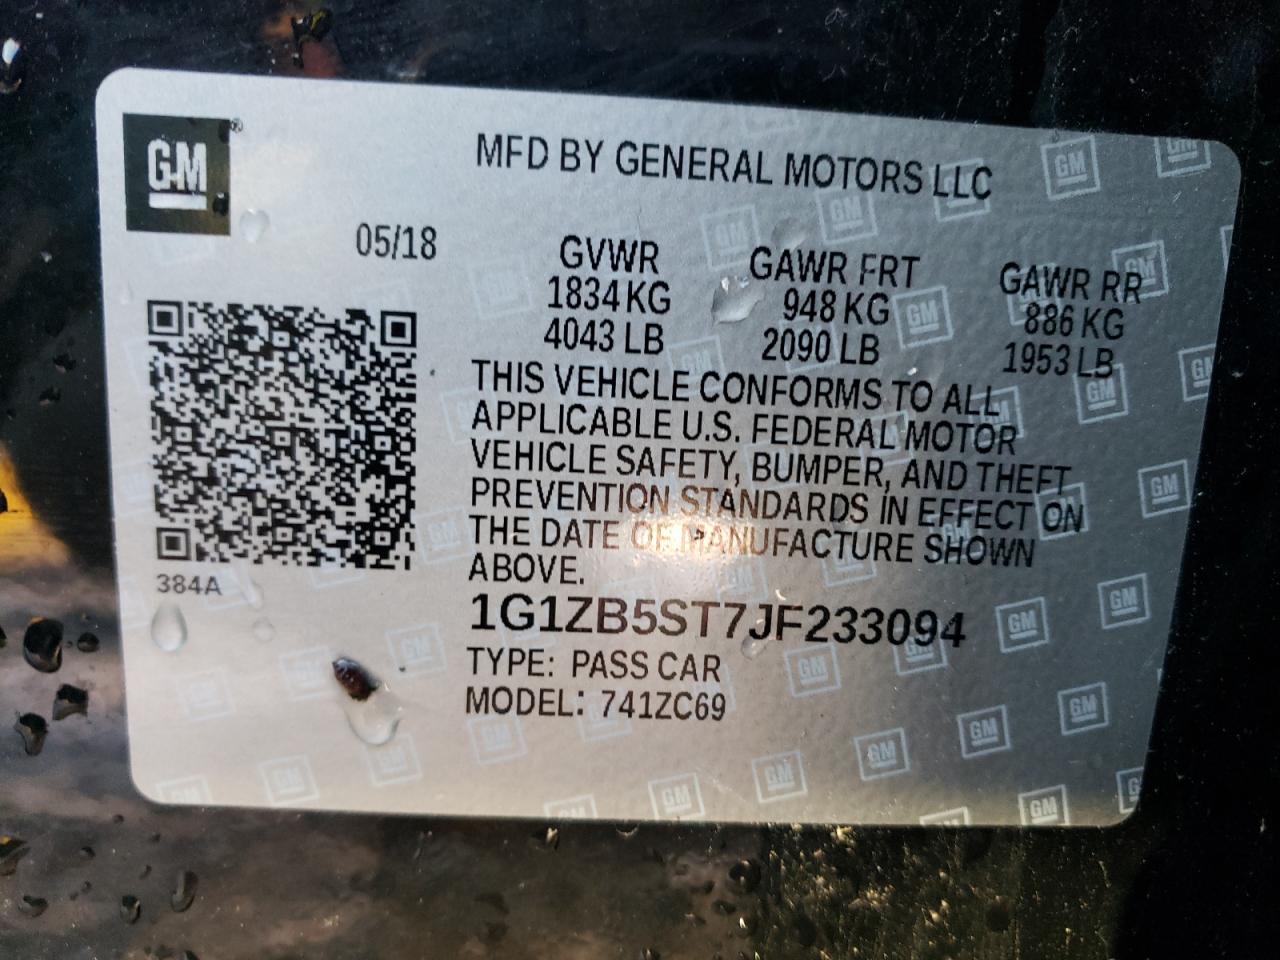 GM
MFD BY GENERAL MOTORS LLC
05/18
GVWR GAWR FRT GAWR RR
1834 KG 948 KG 886 KG
4043 LB 2090 LB 1953 LB
THIS VEHICLE CONFORMS TO ALL
APPLICABLE U.S. FEDERAL MOTOR
VEHICLE SAFETY, BUMPER, AND THEFT
PREVENTION STANDARDS IN EFFECT ON
THE DATE OF MANUFACTURE SHOWN
ABOVE.
384A
1G1ZB5ST7JF233094
TYPE: PASS CAR
MODEL: 741ZC69